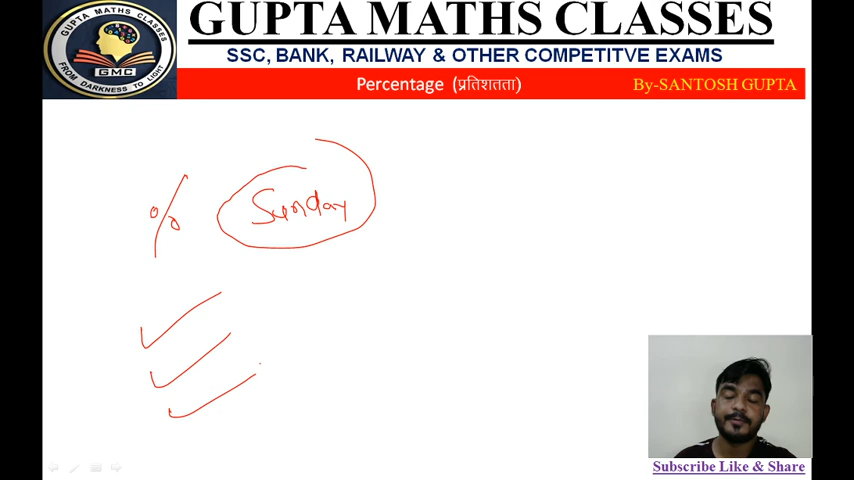 GUPTA MATHS CLASSES
GUPTA MATHS CLASSES
GMC
FROM DARKNESS TO LIGHT
SSC, BANK, RAILWAY & OTHER COMPETITVE EXAMS
Percentage (प्रतिशतता)
By-SANTOSH GUPTA
% Sunday
Subscribe Like & Share